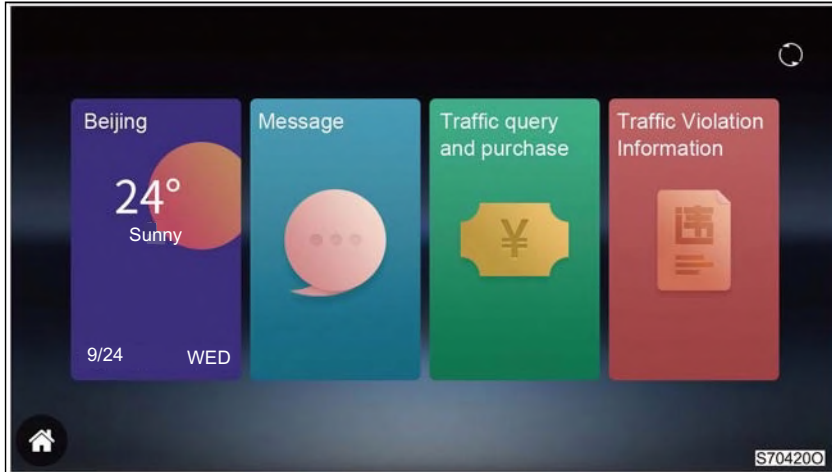 Beijing
24°
Sunny
9/24 WED
Message
Traffic query
and purchase
¥
Traffic Violation
Information
违
S70420O